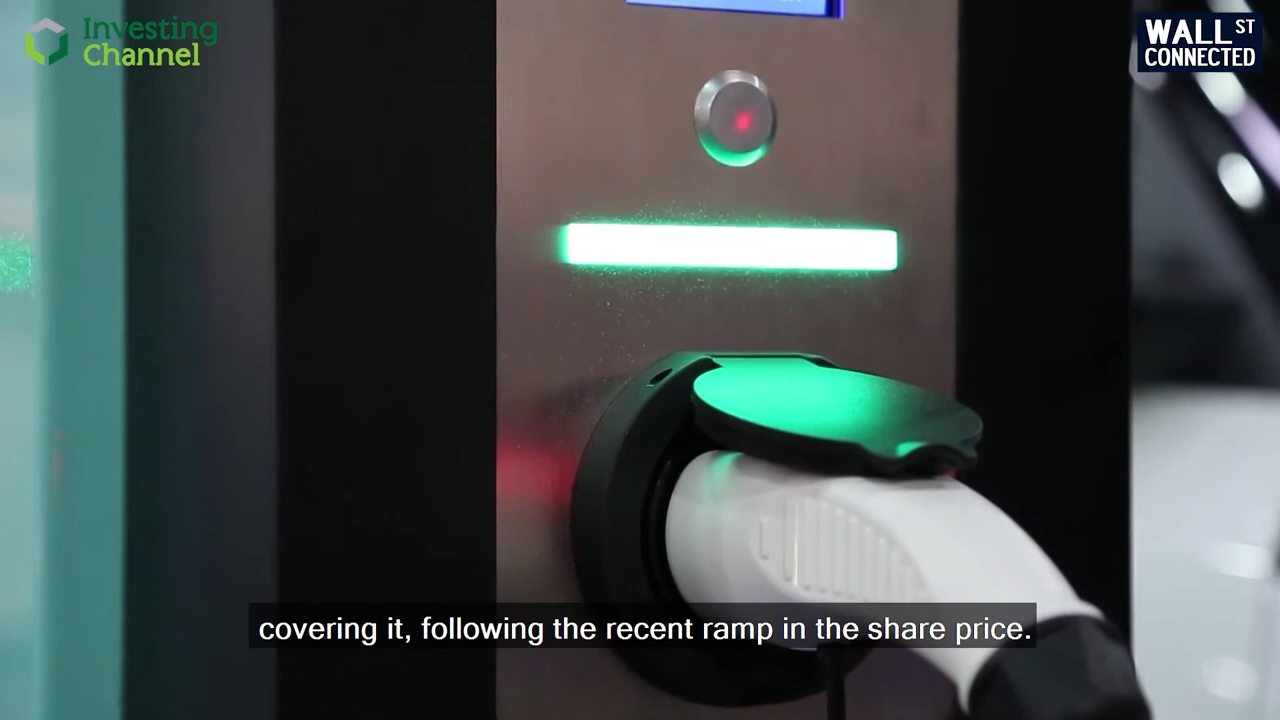 Investing
Channel
WALL ST
CONNECTED
covering it, following the recent ramp in the share price.